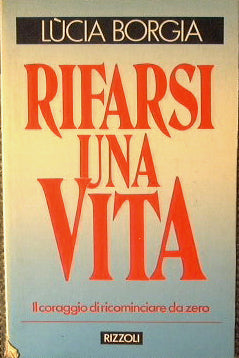 LÙCIA BORGIA
RIFARSI
UNA
VITA
Il coraggio di ricominciare da zero
RIZZOLI